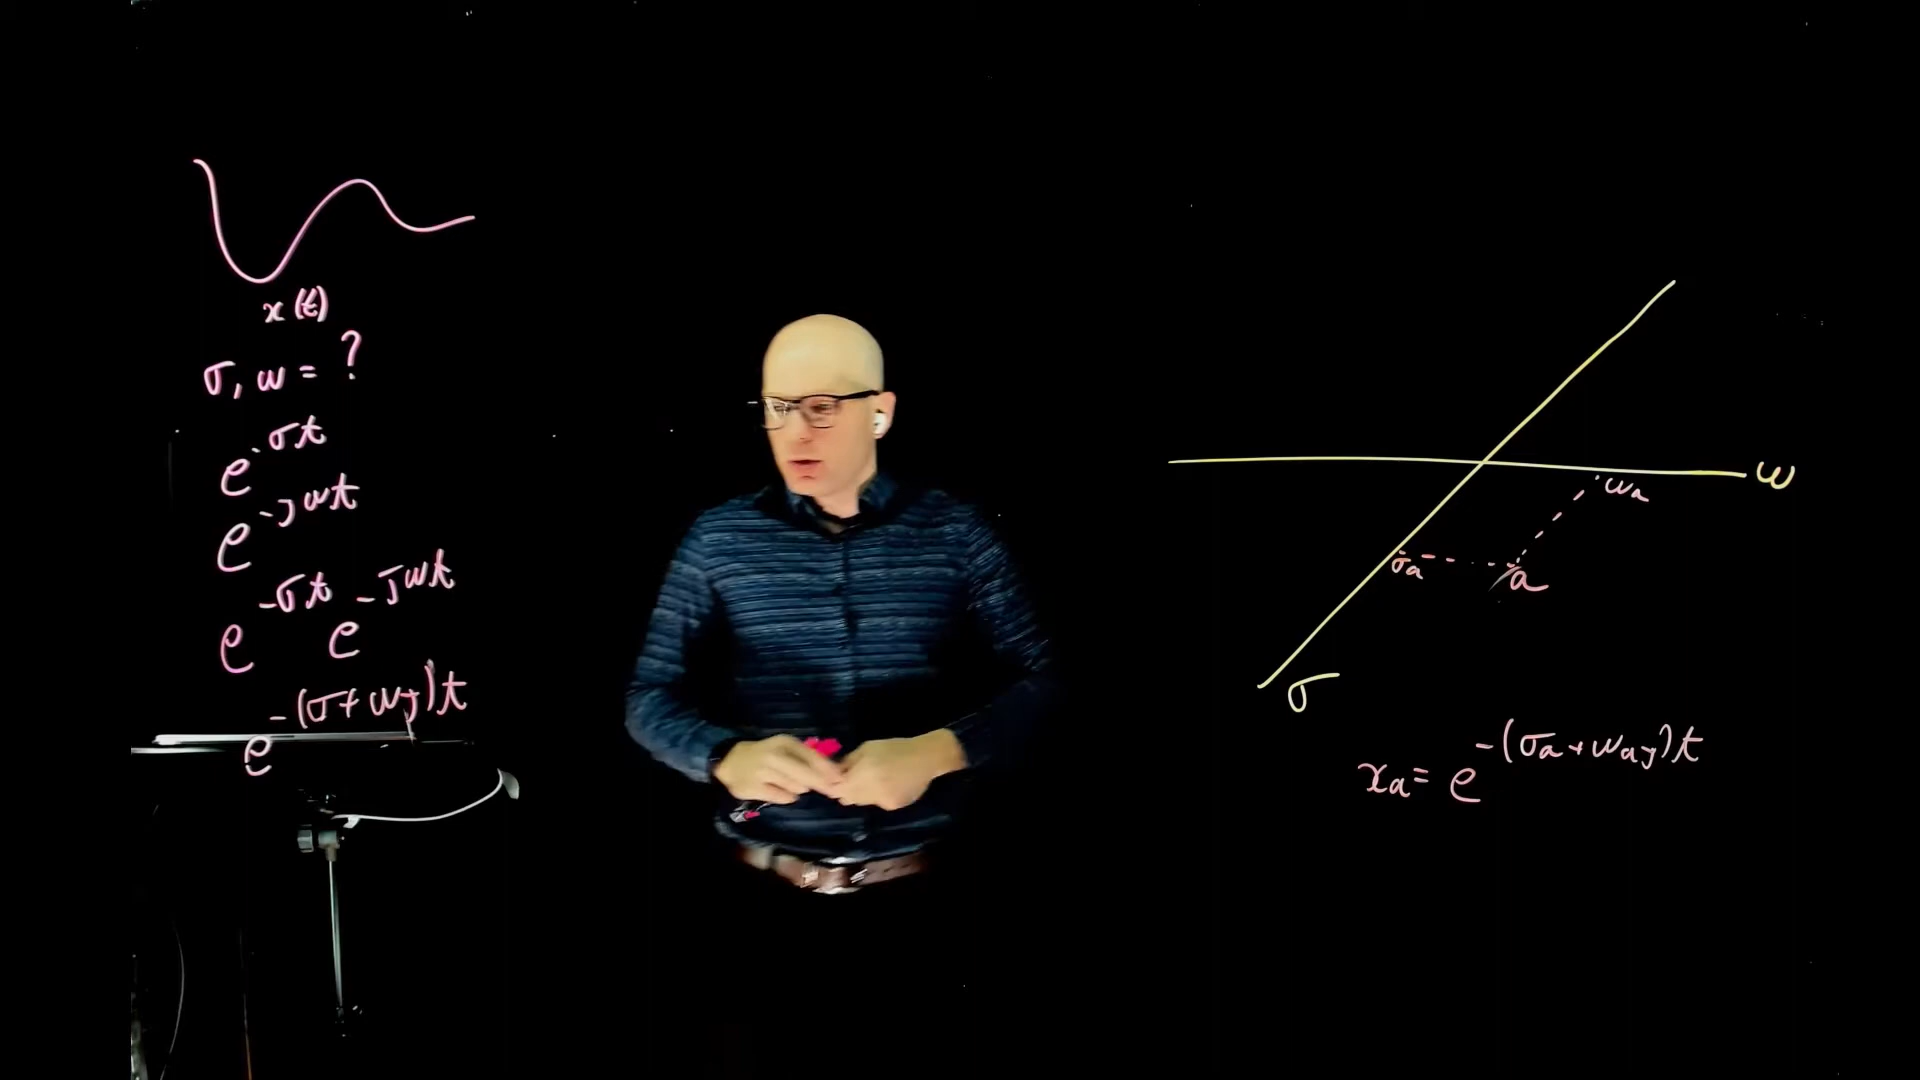 x(t)
σ, ω = ?
e^-σt
e^-jωt
e^-σt e^-jωt
e^-(σ+ωj)t
ω
ωa
σa
a
σ
xa = e^-(σa+ωaj)t